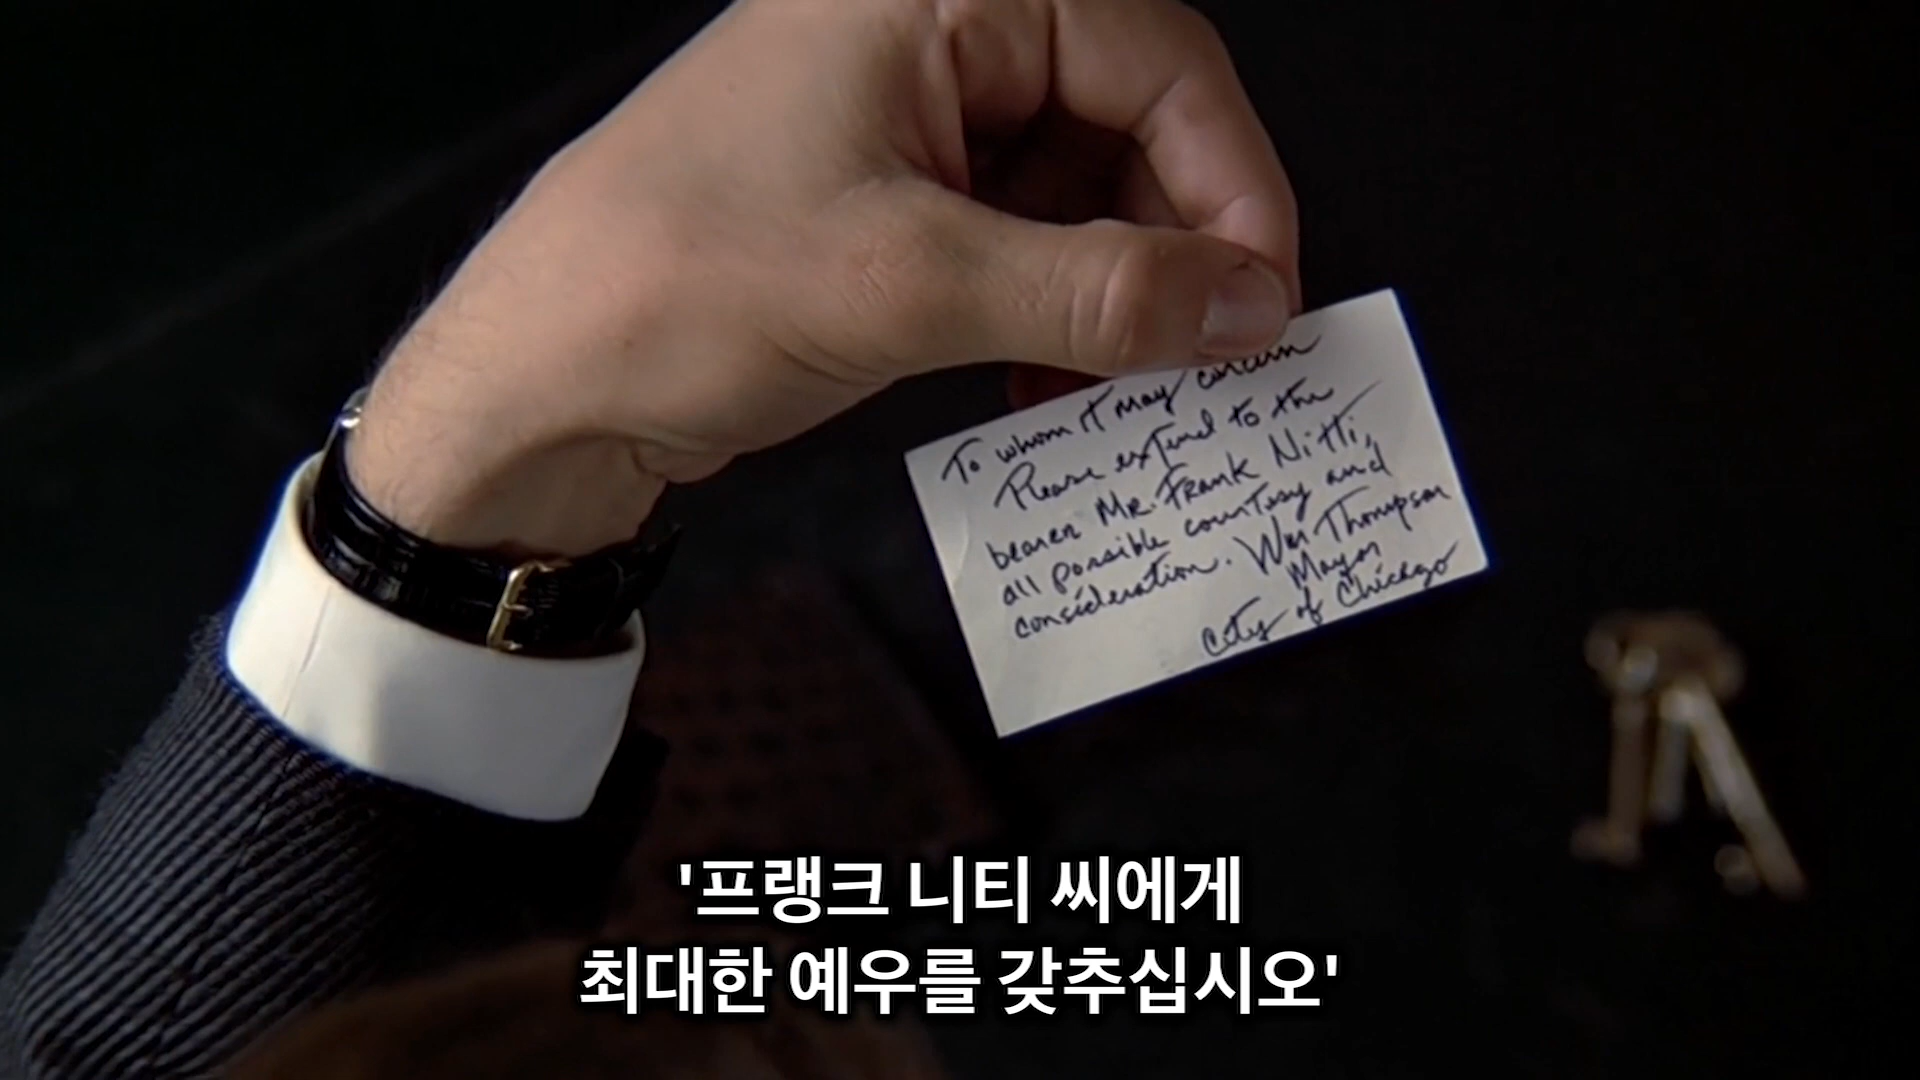 To whom it may concern
Please extend to the
bearer Mr. Frank Nitti,
all possible courtesy and
consideration. Wm Thompson
Mayor
City of Chicago
'프랭크 니티 씨에게
최대한 예우를 갖추십시오'